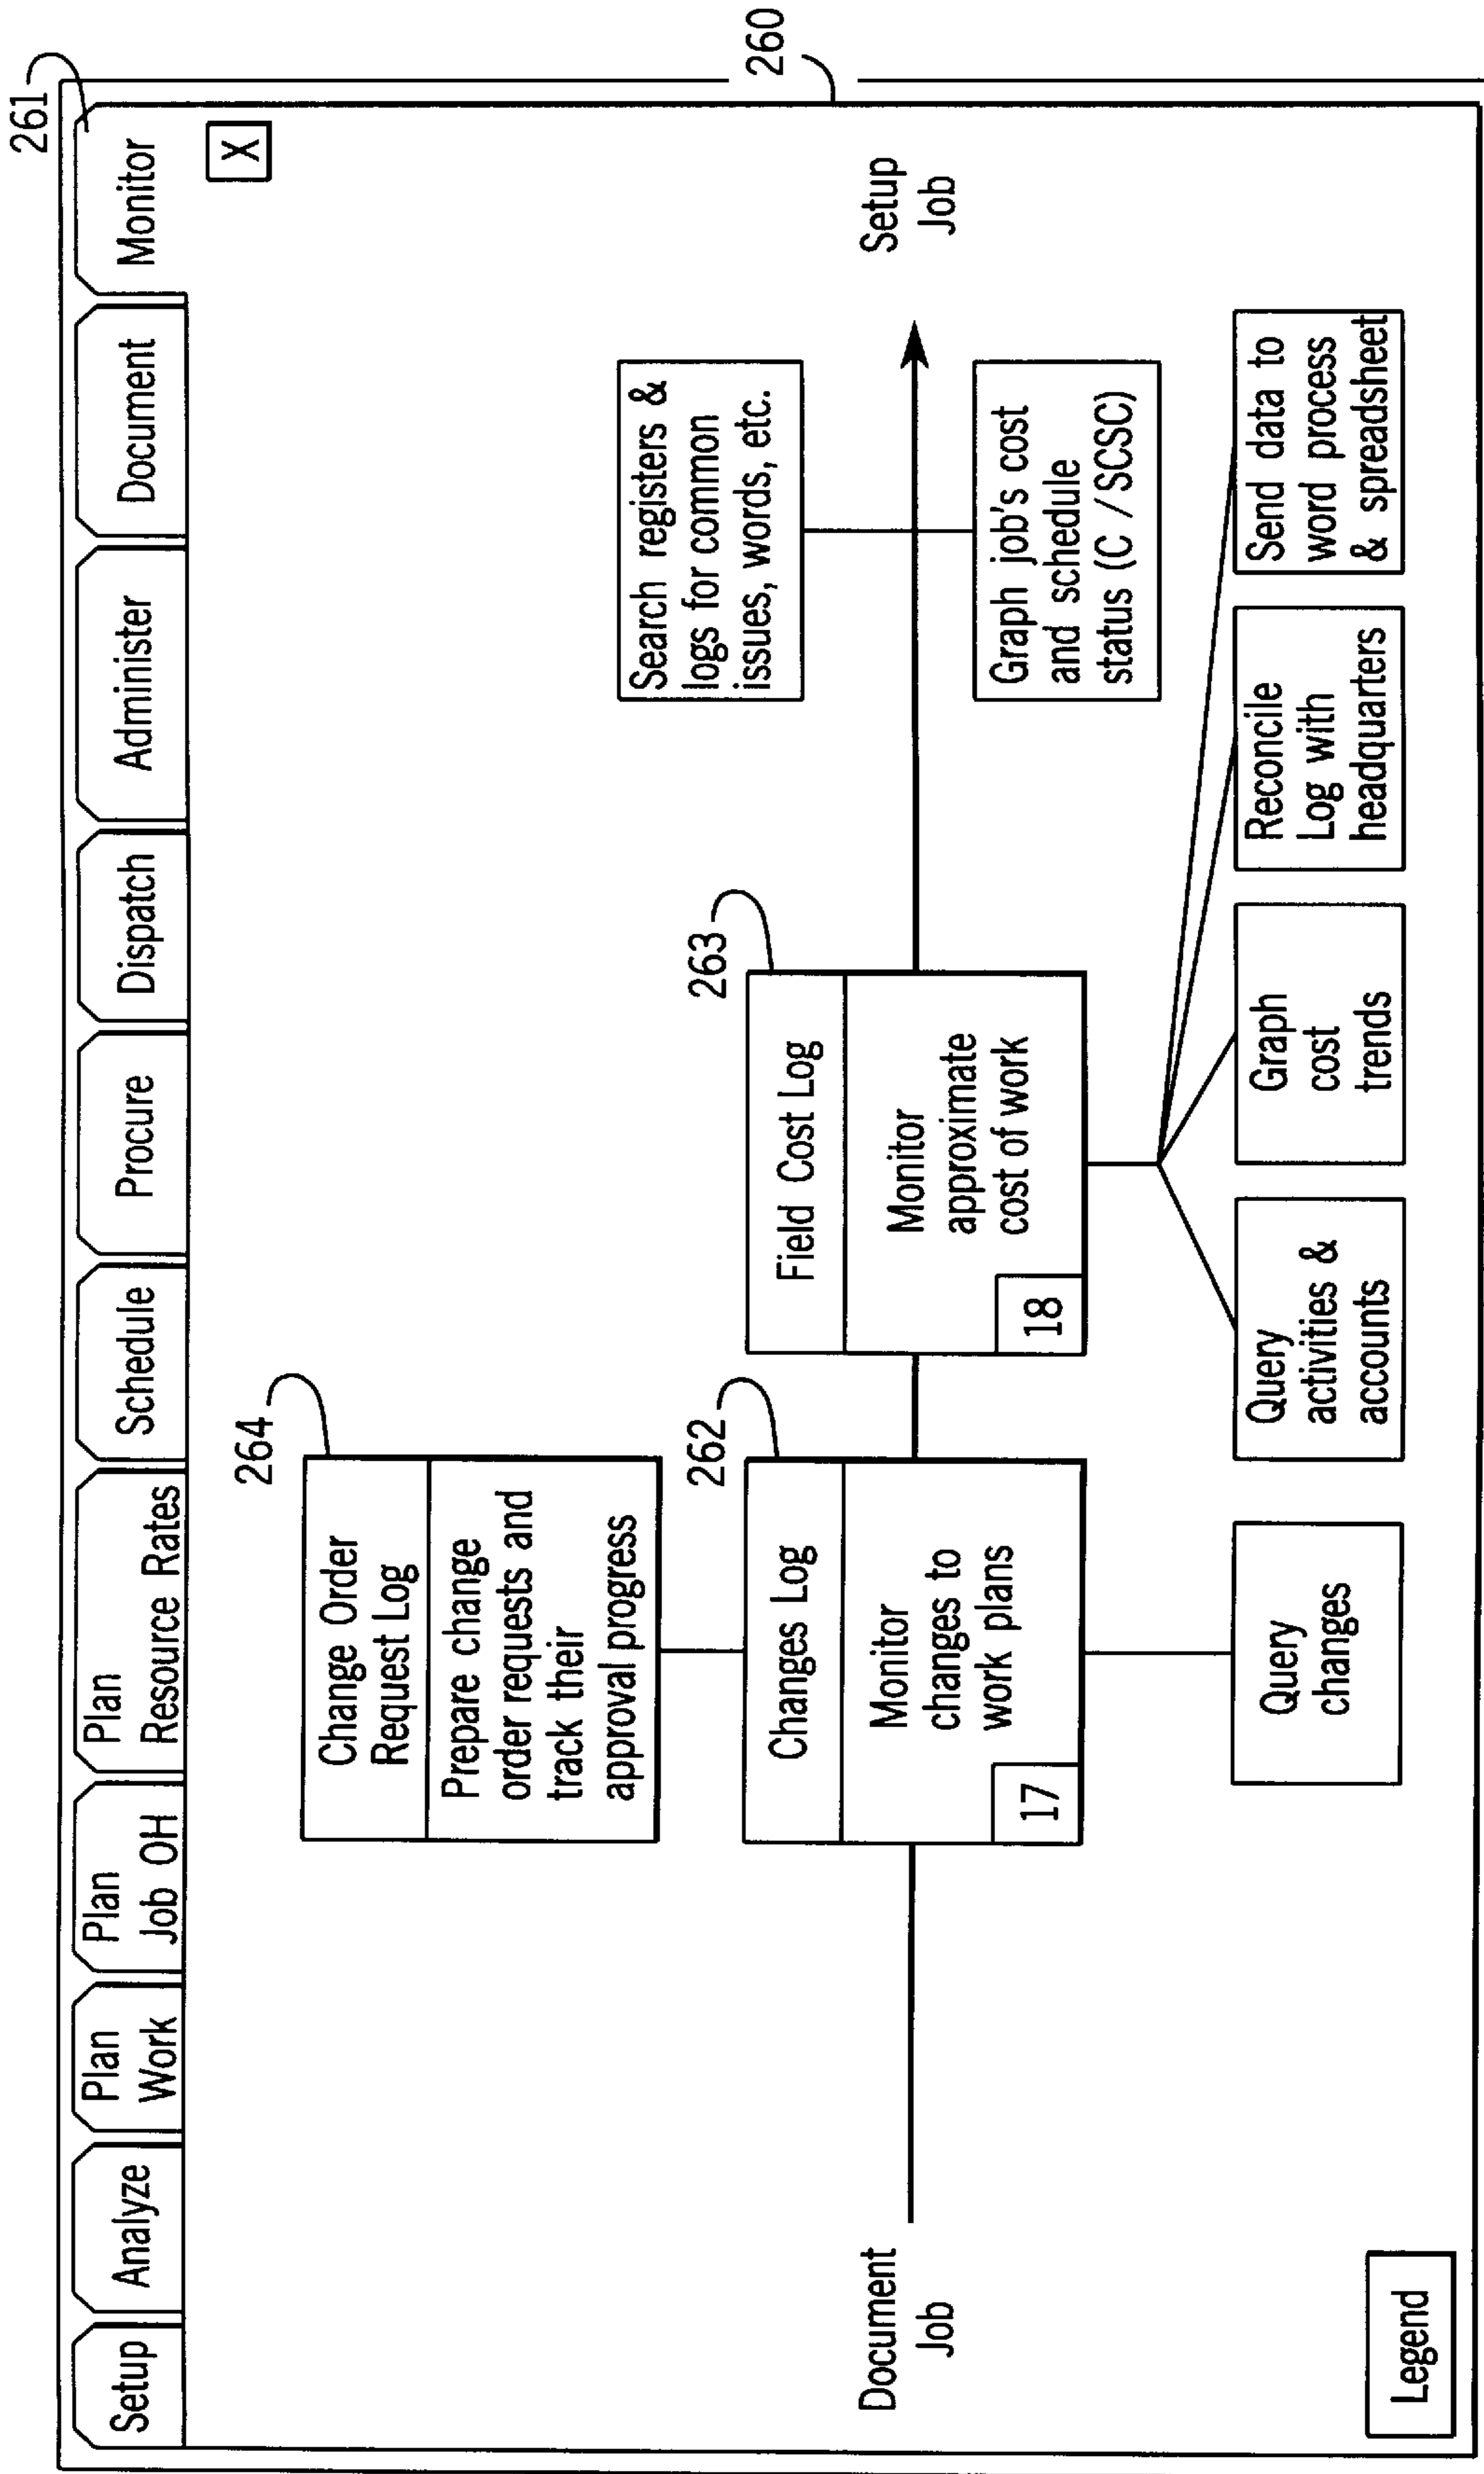 261
Setup
Analyze
Plan
Work
Plan
Job OH
Plan
Resource Rates
Schedule
Procure
Dispatch
Administer
Document
Monitor
X
260
264
Change Order
Request Log
Prepare change
order requests and
track their
approval progress
262
Changes Log
Monitor
changes to
work plans
17
263
Field Cost Log
Monitor
approximate
cost of work
18
Search registers &
logs for common
issues, words, etc.
Graph job's cost
and schedule
status (C /SCSC)
Document
Job
Setup
Job
Query
changes
Query
activities &
accounts
Graph
cost
trends
Reconcile
Log with
headquarters
Send data to
word process
& spreadsheet
Legend